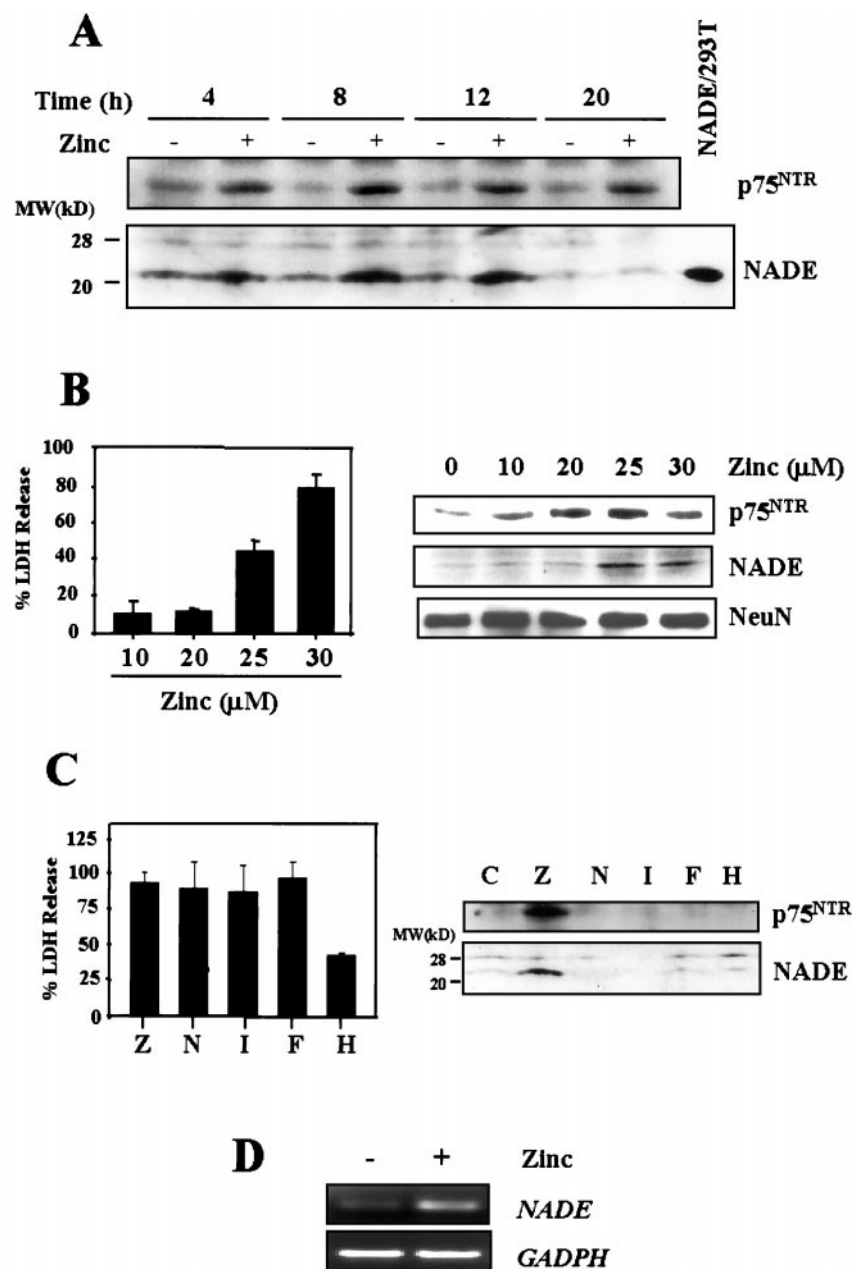 A
NADE/293T
Time (h) 4 8 12 20
Zinc - + - + - + - +
p75NTR
MW(kD)
28
20
NADE
B
% LDH Release
100
80
60
40
20
0
10 20 25 30
Zinc (μM)
0 10 20 25 30 Zinc (μM)
p75NTR
NADE
NeuN
C
% LDH Release
125
100
75
50
25
0
Z N I F H
C Z N I F H
p75NTR
MW(kD)
28
20
NADE
D
- + Zinc
NADE
GADPH